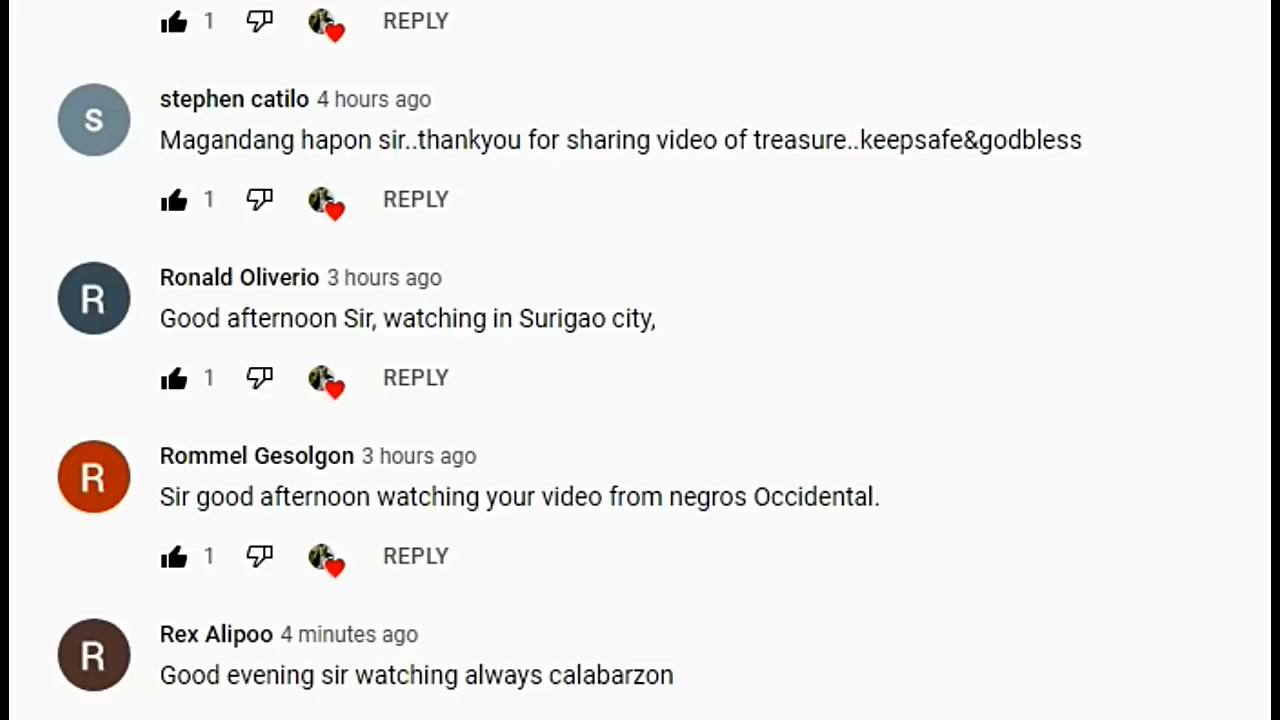 1 REPLY
S
stephen catilo 4 hours ago
Magandang hapon sir..thankyou for sharing video of treasure..keepsafe&godbless
1 REPLY
R
Ronald Oliverio 3 hours ago
Good afternoon Sir, watching in Surigao city,
1 REPLY
R
Rommel Gesolgon 3 hours ago
Sir good afternoon watching your video from negros Occidental.
1 REPLY
R
Rex Alipoo 4 minutes ago
Good evening sir watching always calabarzon